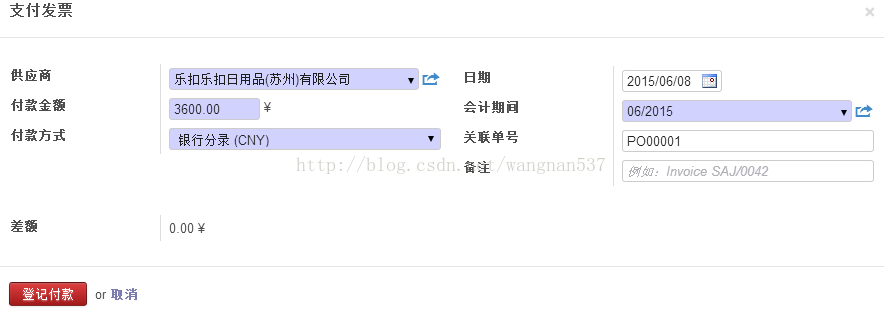 支付发票 ×
供应商 乐扣乐扣日用品(苏州)有限公司 日期 2015/06/08
付款金额 3600.00 ¥ 会计期间 06/2015
付款方式 银行分录 (CNY) 关联单号 PO00001
http://blog.csdn.net/wangnan537
备注 例如：Invoice SAJ/0042
差额 0.00 ¥
登记付款 or 取消